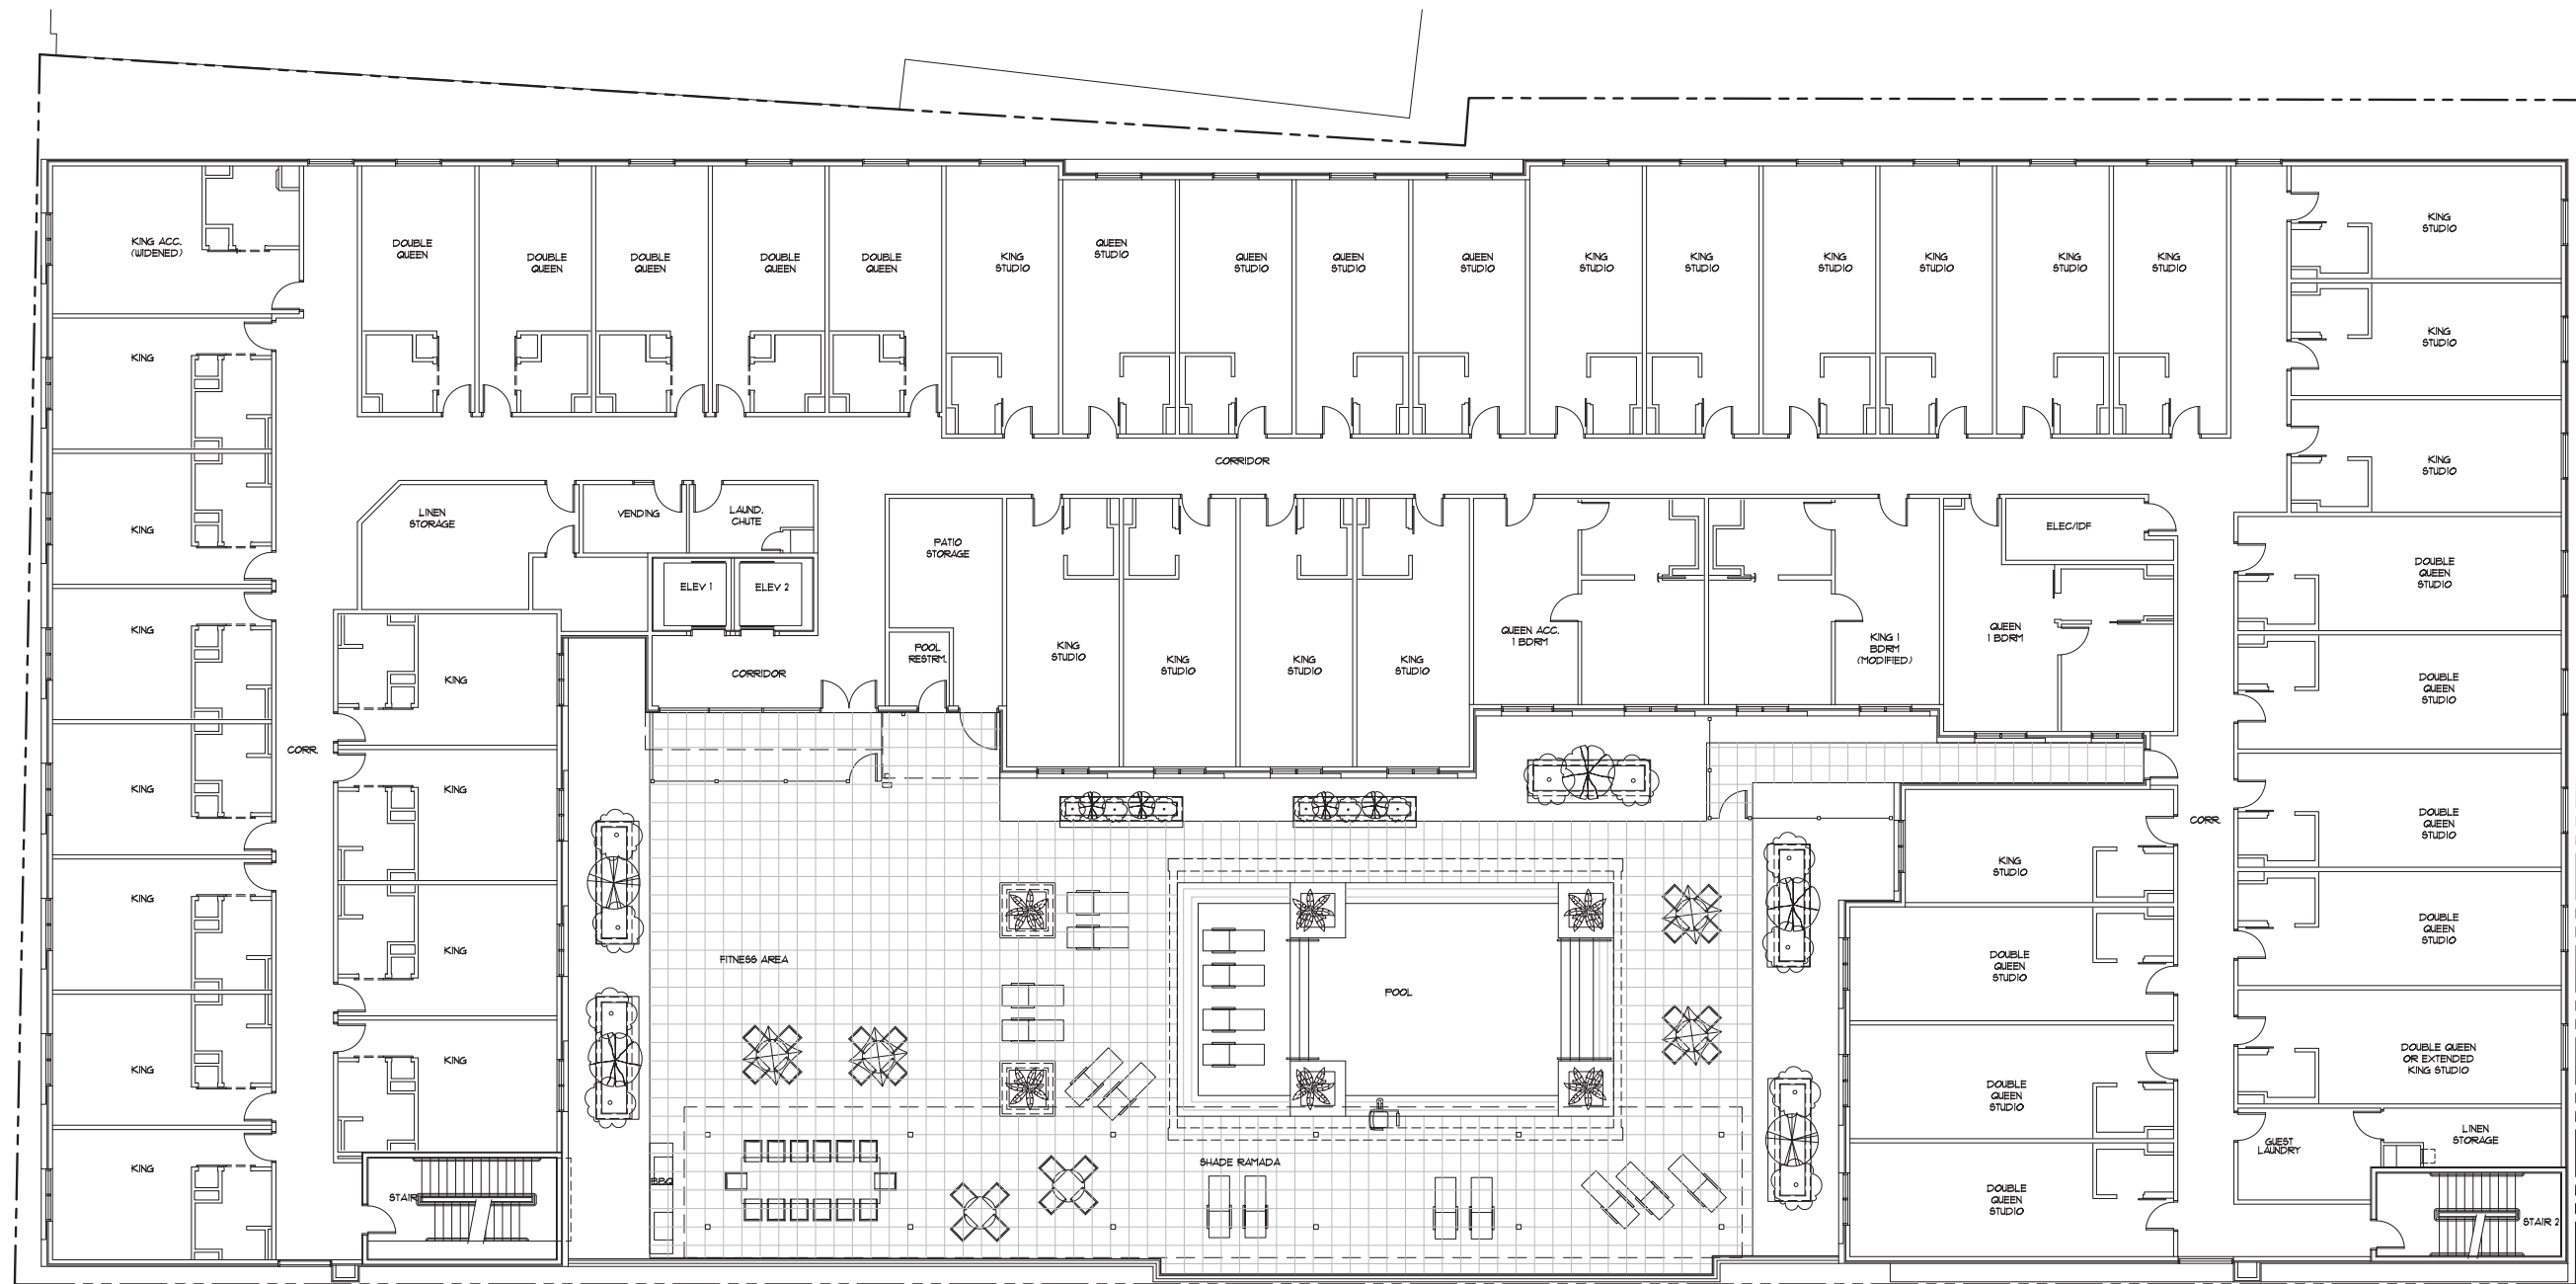 KING ACC.
(WIDENED)
DOUBLE
QUEEN
DOUBLE
QUEEN
DOUBLE
QUEEN
DOUBLE
QUEEN
DOUBLE
QUEEN
KING
STUDIO
QUEEN
STUDIO
QUEEN
STUDIO
QUEEN
STUDIO
QUEEN
STUDIO
KING
STUDIO
KING
STUDIO
KING
STUDIO
KING
STUDIO
KING
STUDIO
KING
STUDIO
KING
STUDIO
KING
STUDIO
KING
STUDIO
KING
KING
KING
KING
KING
KING
KING
CORRIDOR
LINEN
STORAGE
VENDING
LAUND.
CHUTE
ELEV 1
ELEV 2
CORRIDOR
PATIO
STORAGE
POOL
RESTRM.
KING
STUDIO
KING
STUDIO
KING
STUDIO
KING
STUDIO
QUEEN ACC.
1 BDRM
KING 1
BDRM
(MODIFIED)
QUEEN
1 BDRM
ELEC/IDF
DOUBLE
QUEEN
STUDIO
DOUBLE
QUEEN
STUDIO
DOUBLE
QUEEN
STUDIO
DOUBLE
QUEEN
STUDIO
DOUBLE QUEEN
OR EXTENDED
KING STUDIO
CORR.
KING
KING
KING
KING
STAIR
FITNESS AREA
POOL
SHADE RAMADA
BBQ
CORR.
KING
STUDIO
DOUBLE
QUEEN
STUDIO
DOUBLE
QUEEN
STUDIO
DOUBLE
QUEEN
STUDIO
GUEST
LAUNDRY
LINEN
STORAGE
STAIR 2